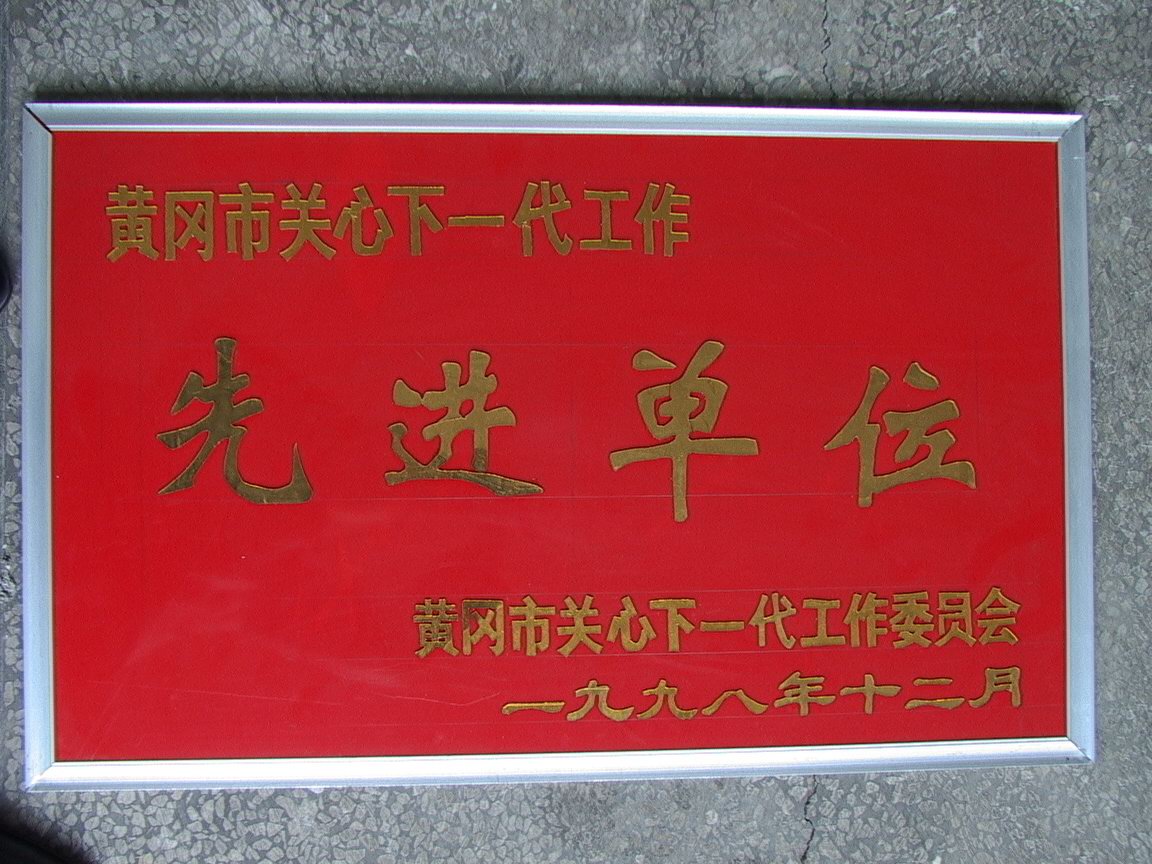 黄冈市关心下一代工作
先进单位
黄冈市关心下一代工作委员会
一九九八年十二月